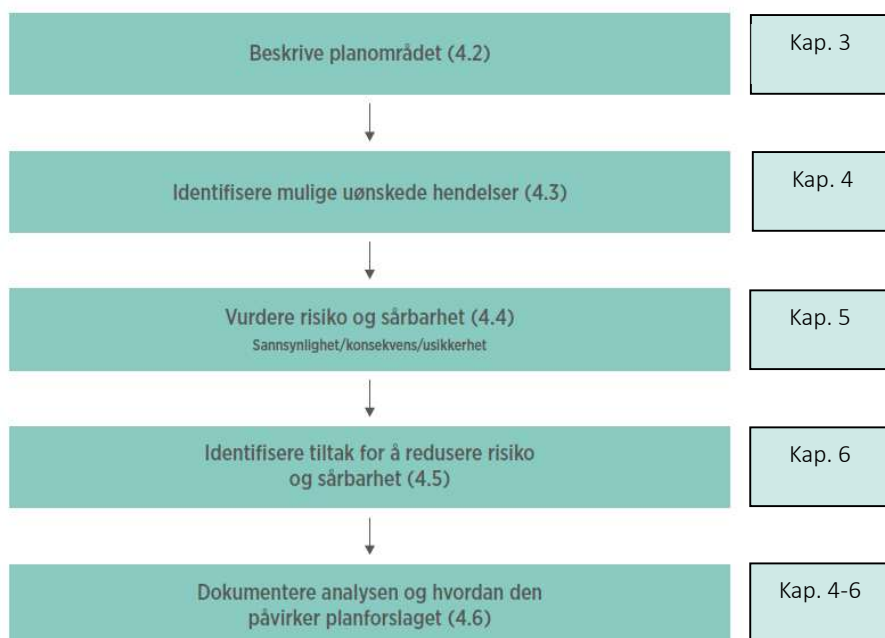 Beskrive planområdet (4.2)
Kap. 3
Identifisere mulige uønskede hendelser (4.3)
Kap. 4
Vurdere risiko og sårbarhet (4.4)
Sannsynlighet/konsekvens/usikkerhet
Kap. 5
Identifisere tiltak for å redusere risiko
og sårbarhet (4.5)
Kap. 6
Dokumentere analysen og hvordan den
påvirker planforslaget (4.6)
Kap. 4-6